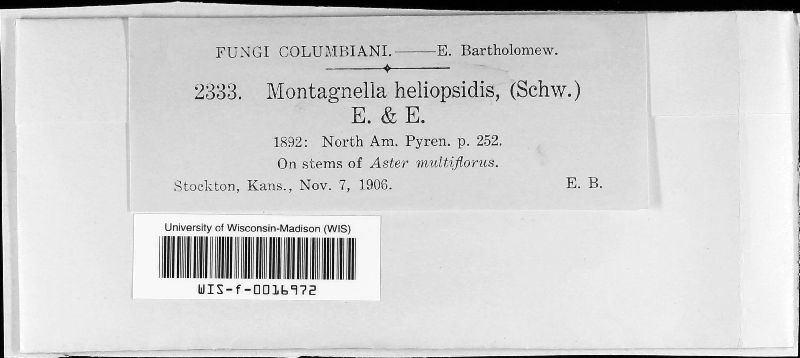 FUNGI COLUMBIANI.——E. Bartholomew.
2333. Montagnella heliopsidis, (Schw.)
E. & E.
1892: North Am. Pyren. p. 252.
On stems of Aster multiflorus.
Stockton, Kans., Nov. 7, 1906. E. B.
University of Wisconsin-Madison (WIS)
WIS-f-0016972